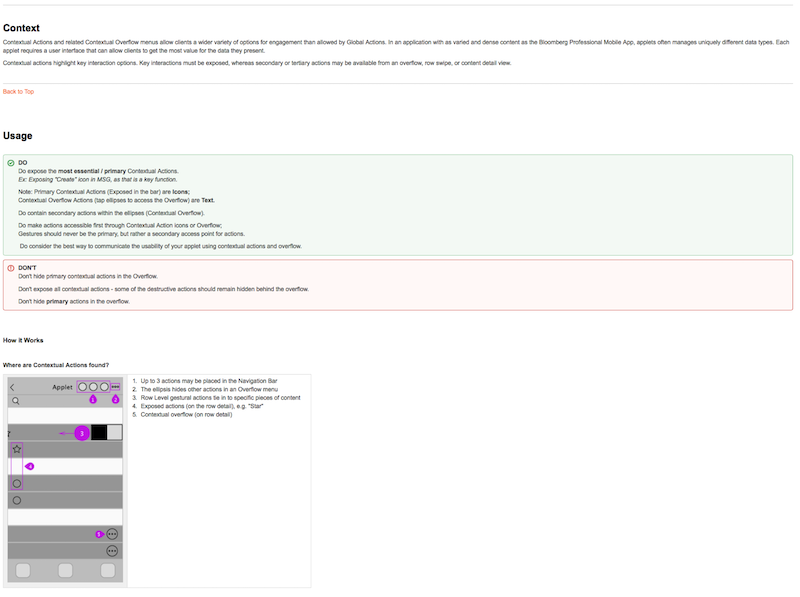 Context
Contextual Actions and related Contextual Overflow menus allow clients a wider variety of options for engagement than allowed by Global Actions. In an application with as varied and dense content as the Bloomberg Professional Mobile App, applets often manages uniquely different data types. Each
applet requires a user interface that can allow clients to get the most value for the data they present.
Contextual actions highlight key interaction options. Key interactions must be exposed, whereas secondary or tertiary actions may be available from an overflow, row swipe, or content detail view.
Back to Top
Usage
DO
Do expose the most essential / primary Contextual Actions.
Ex: Exposing "Create" icon in MSG, as that is a key function.
Note: Primary Contextual Actions (Exposed in the bar) are Icons;
Contextual Overflow Actions (tap ellipses to access the Overflow) are Text.
Do contain secondary actions within the ellipses (Contextual Overflow).
Do make actions accessible first through Contextual Action icons or Overflow;
Gestures should never be the primary, but rather a secondary access point for actions.
Do consider the best way to communicate the usability of your applet using contextual actions and overflow.
DON'T
Don't hide primary contextual actions in the Overflow.
Don't expose all contextual actions - some of the destructive actions should remain hidden behind the overflow.
Don't hide primary actions in the overflow.
How it Works
Where are Contextual Actions found?
Applet
1 2
3
4
5
1. Up to 3 actions may be placed in the Navigation Bar
2. The ellipsis hides other actions in an Overflow menu
3. Row Level gestural actions tie in to specific pieces of content
4. Exposed actions (on the row detail), e.g. "Star"
5. Contextual overflow (on row detail)